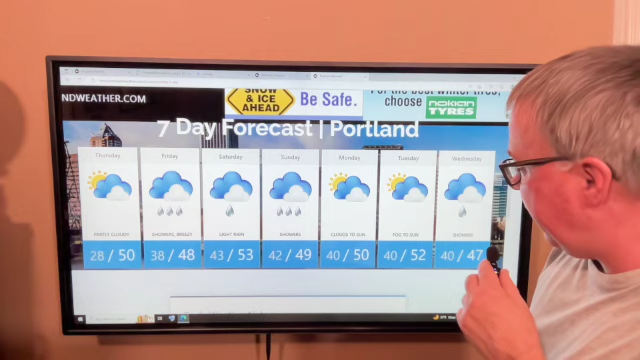 NDWEATHER.COM
SNOW
& ICE
AHEAD
Be Safe.
For the best winter tires,
choose
nokian
TYRES
7 Day Forecast | Portland
Thursday
Friday
Saturday
Sunday
Monday
Tuesday
Wednesday
PARTLY CLOUDY
SHOWERS, BREEZY
LIGHT RAIN
SHOWERS
CLOUDS TO SUN
FOG TO SUN
SHOWERS
28 / 50
38 / 48
43 / 53
42 / 49
40 / 50
40 / 52
40 / 47